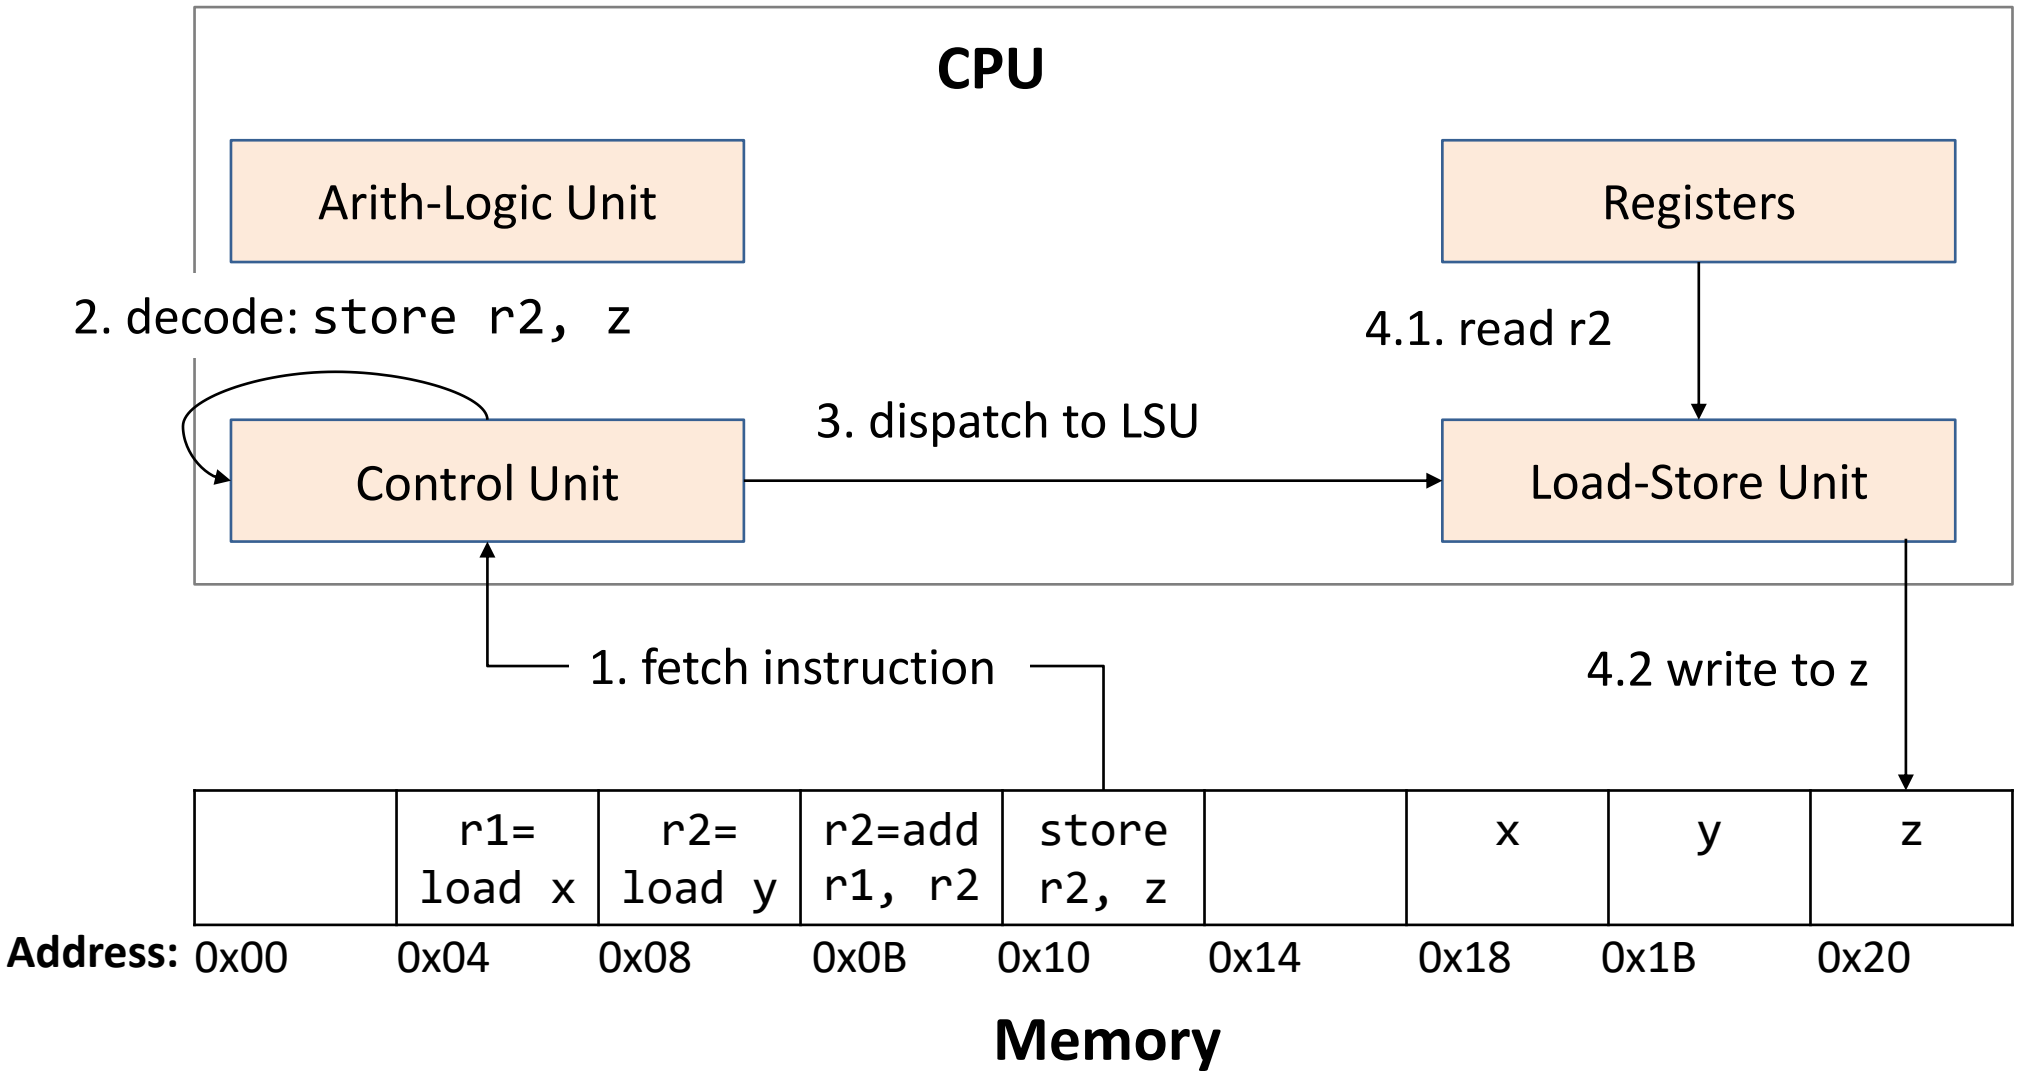 CPU
Arith-Logic Unit
Registers
2. decode: store r2, z
4.1. read r2
3. dispatch to LSU
Control Unit
Load-Store Unit
1. fetch instruction
4.2 write to z
r1=
load x
r2=
load y
r2=add
r1, r2
store
r2, z
x
y
z
Address: 0x00 0x04 0x08 0x0B 0x10 0x14 0x18 0x1B 0x20
Memory